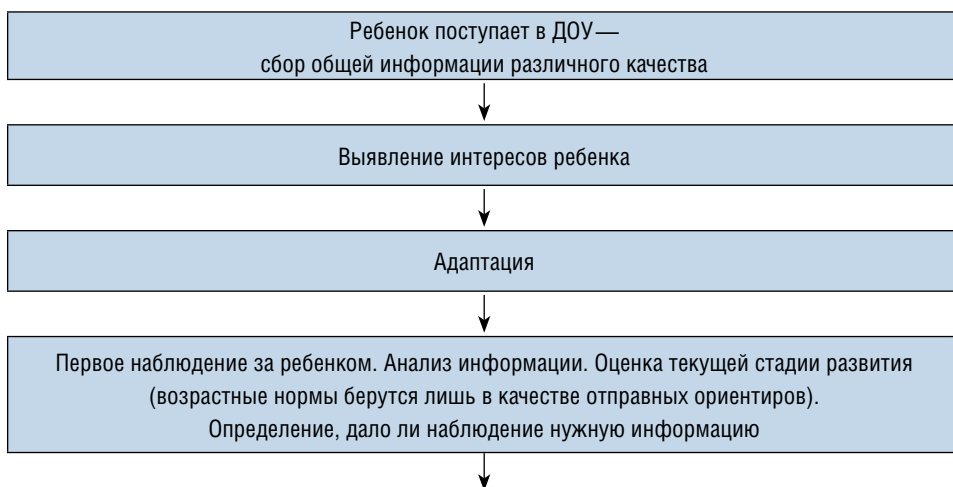 Ребенок поступает в ДОУ—
сбор общей информации различного качества
Выявление интересов ребенка
Адаптация
Первое наблюдение за ребенком. Анализ информации. Оценка текущей стадии развития
(возрастные нормы берутся лишь в качестве отправных ориентиров).
Определение, дало ли наблюдение нужную информацию